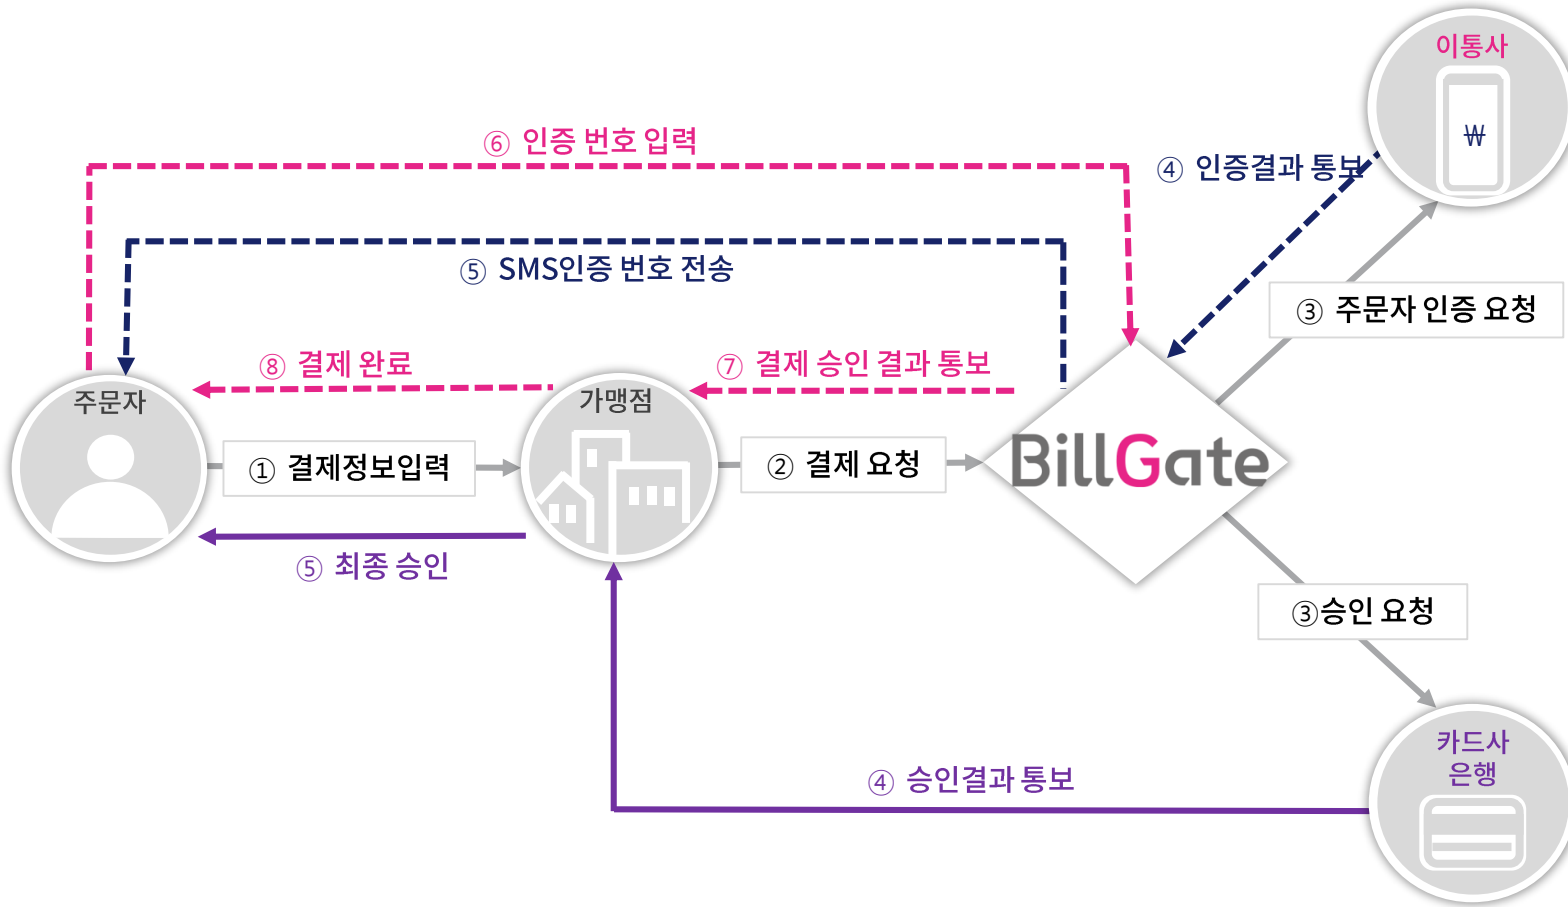 이통사
₩
⑥ 인증 번호 입력
④ 인증결과 통보
⑤ SMS인증 번호 전송
③ 주문자 인증 요청
⑧ 결제 완료
⑦ 결제 승인 결과 통보
주문자
가맹점
① 결제정보입력
② 결제 요청
BillGate
⑤ 최종 승인
③승인 요청
카드사
은행
④ 승인결과 통보